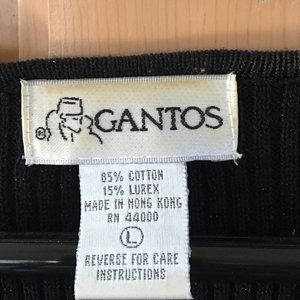 ® GANTOS
85% COTTON
15% LUREX
MADE IN HONG KONG
RN 44000
L
REVERSE FOR CARE
INSTRUCTIONS